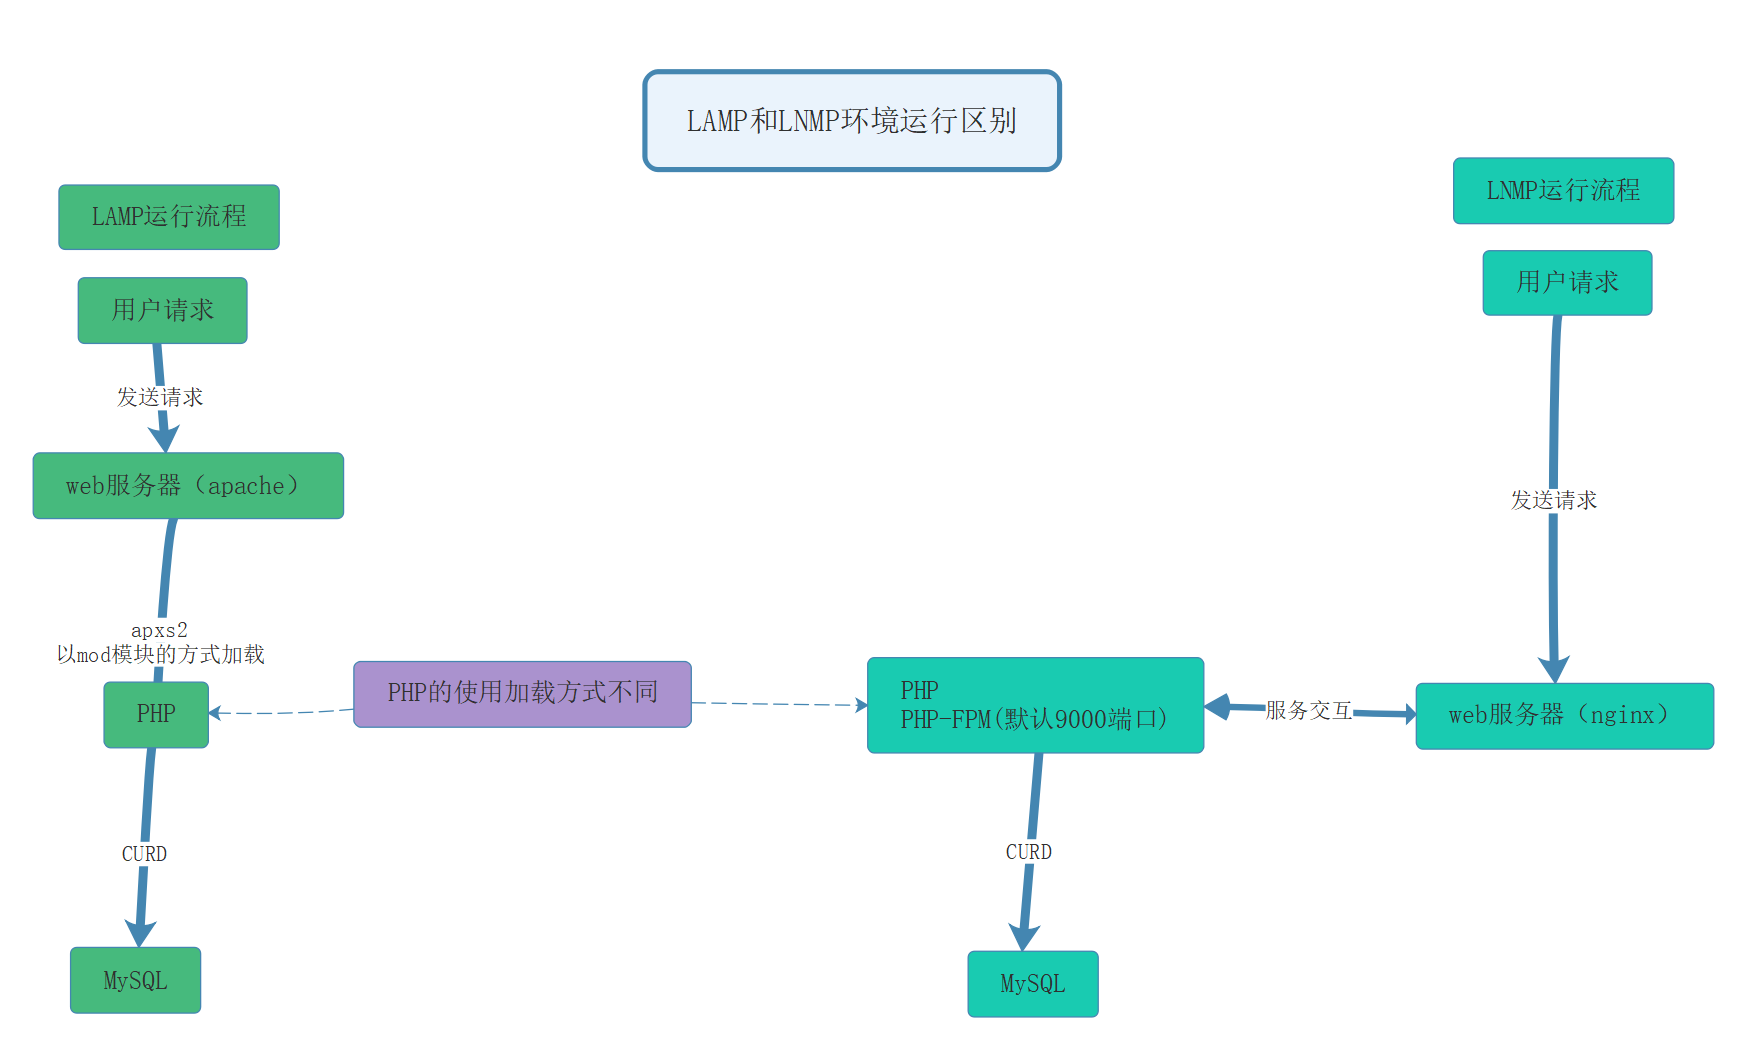 LAMP和LNMP环境运行区别
LAMP运行流程
用户请求
发送请求
web服务器（apache）
apxs2
以mod模块的方式加载
PHP
CURD
MySQL
PHP的使用加载方式不同
LNMP运行流程
用户请求
发送请求
web服务器（nginx）
服务交互
PHP
PHP-FPM(默认9000端口)
CURD
MySQL